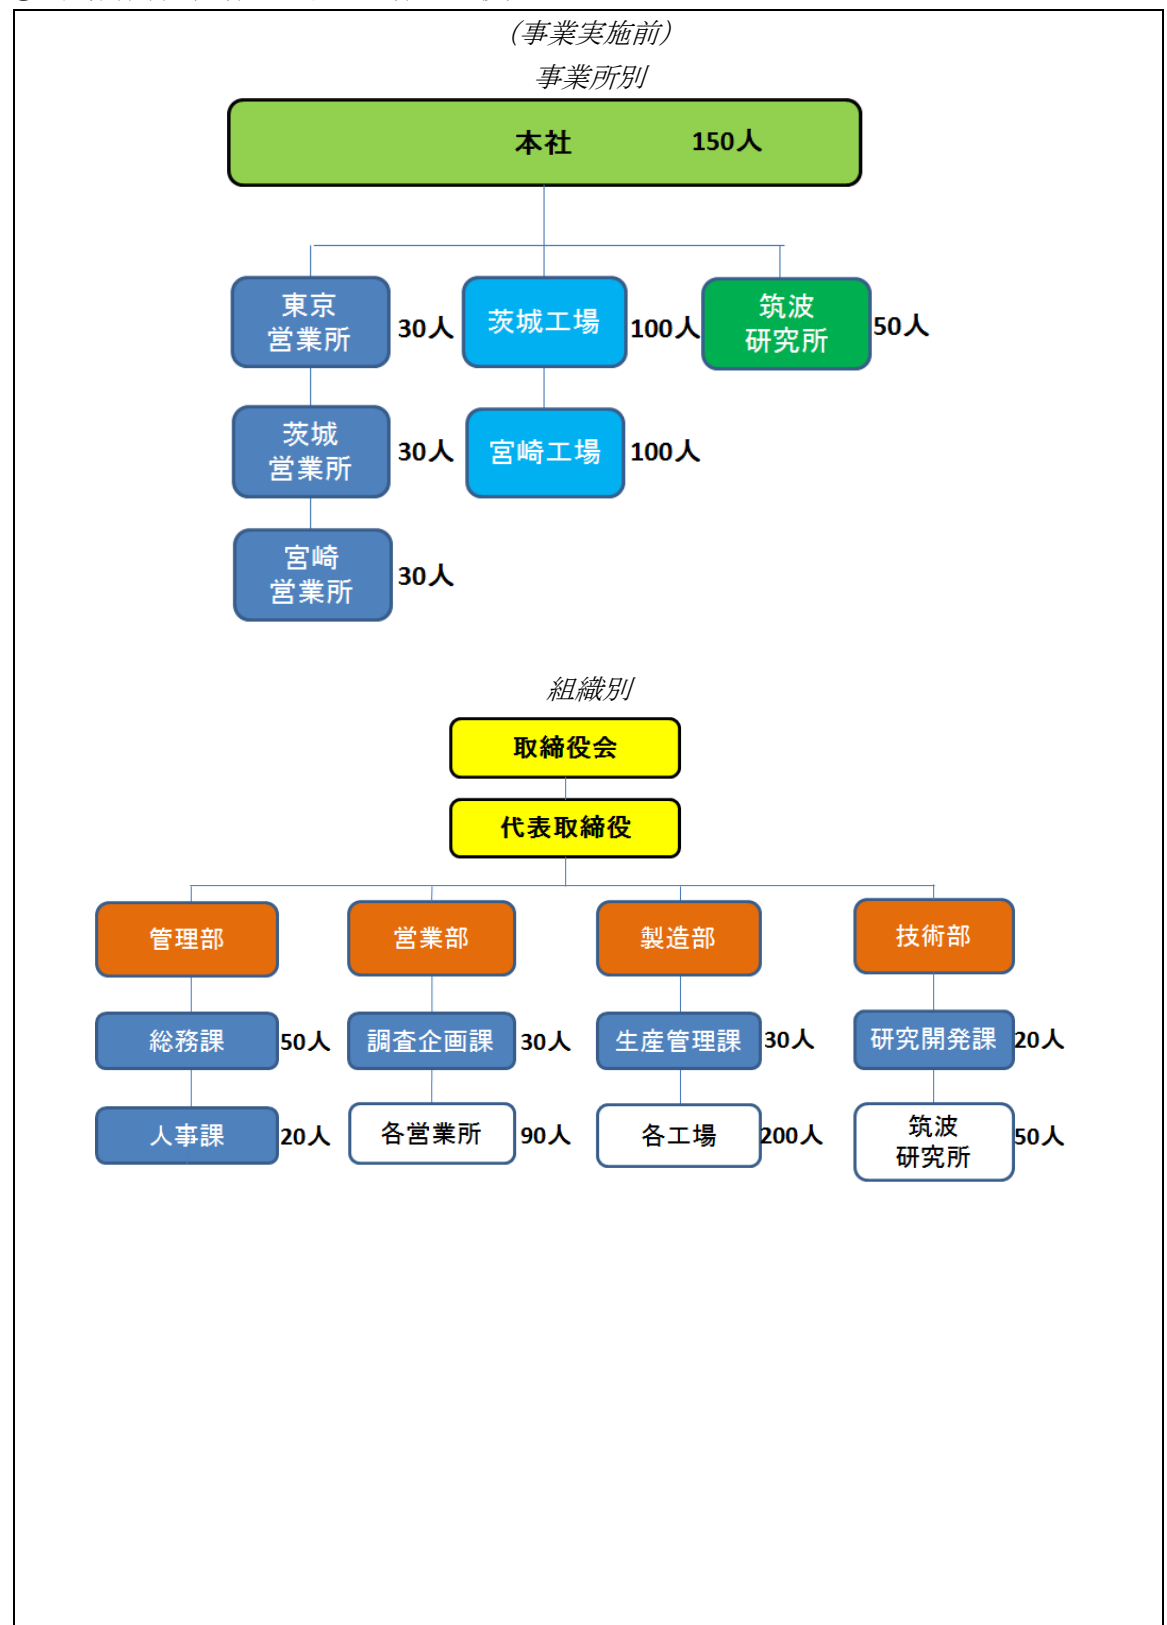 (事業実施前)
事業所別
本社 150人
東京
営業所
30人
茨城工場
100人
筑波
研究所
50人
茨城
営業所
30人
宮崎工場
100人
宮崎
営業所
30人
組織別
取締役会
代表取締役
管理部
営業部
製造部
技術部
総務課
50人
調査企画課
30人
生産管理課
30人
研究開発課
20人
人事課
20人
各営業所
90人
各工場
200人
筑波
研究所
50人